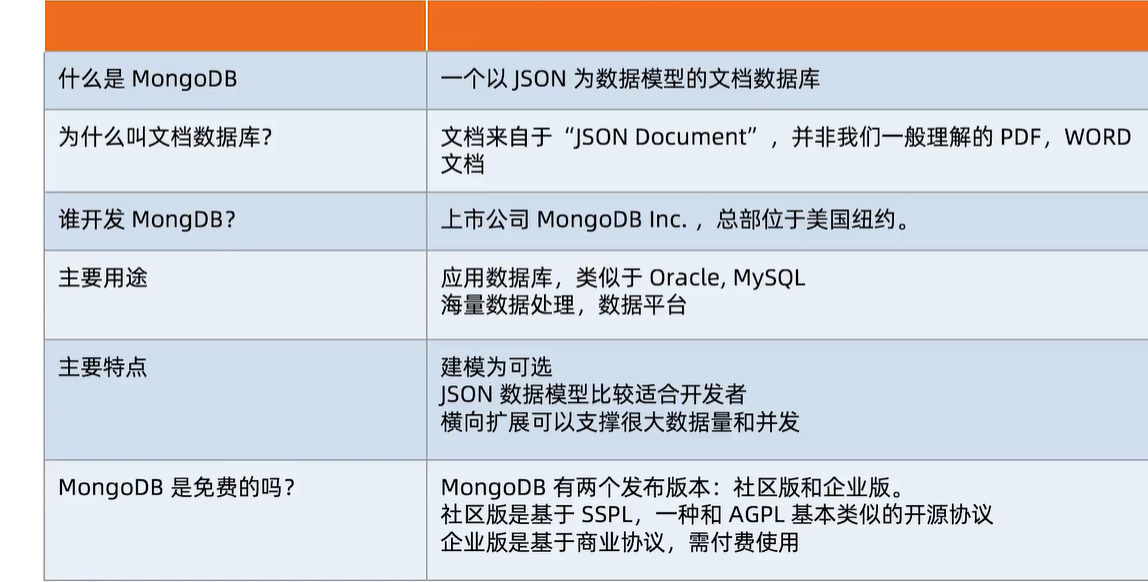 什么是 MongoDB
一个以 JSON 为数据模型的文档数据库
为什么叫文档数据库？
文档来自于“JSON Document”，并非我们一般理解的 PDF，WORD
文档
谁开发 MongDB？
上市公司 MongoDB Inc.，总部位于美国纽约。
主要用途
应用数据库，类似于 Oracle, MySQL
海量数据处理，数据平台
主要特点
建模为可选
JSON 数据模型比较适合开发者
横向扩展可以支撑很大数据量和并发
MongoDB 是免费的吗？
MongoDB 有两个发布版本：社区版和企业版。
社区版是基于 SSPL，一种和 AGPL 基本类似的开源协议
企业版是基于商业协议，需付费使用